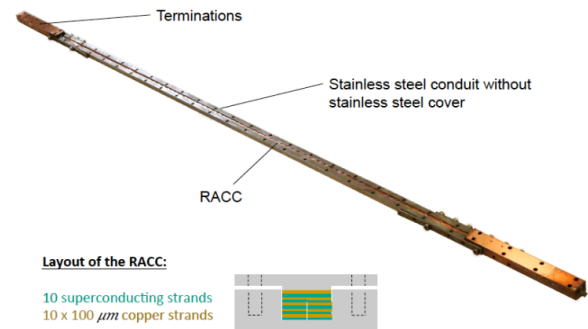 Terminations
Stainless steel conduit without
stainless steel cover
RACC
Layout of the RACC:
10 superconducting strands
10 x 100 μm copper strands